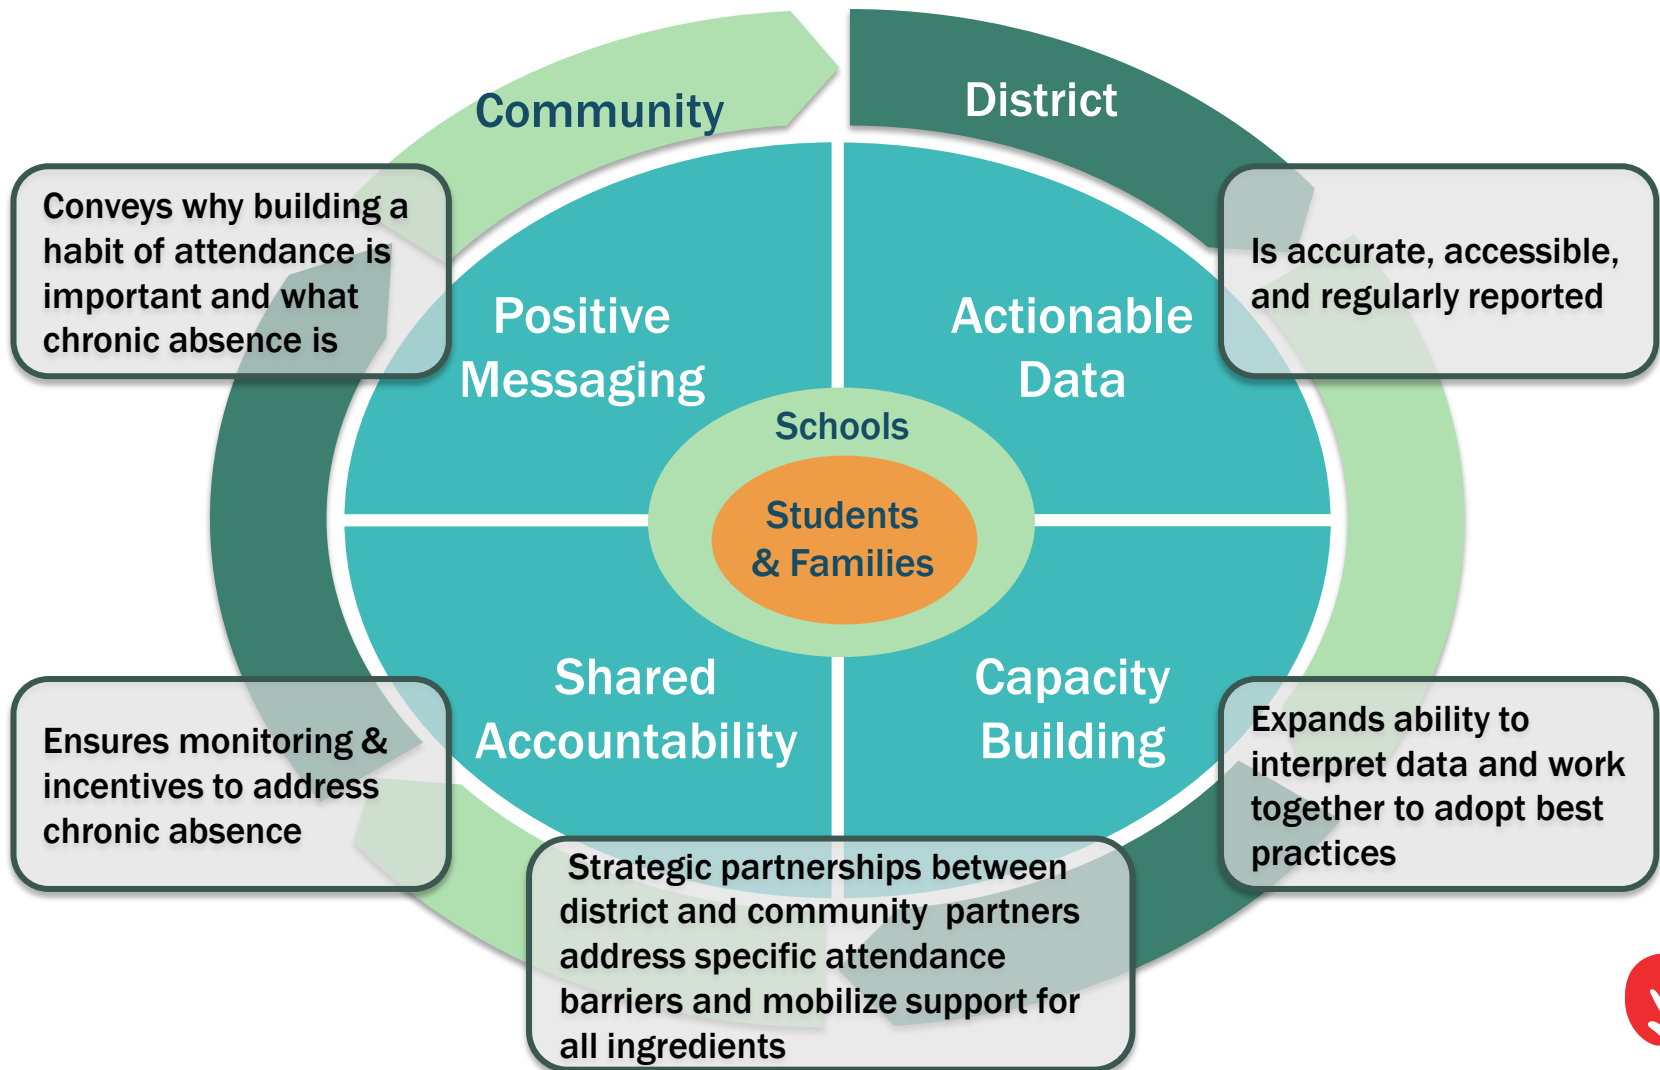 Community
District
Conveys why building a
habit of attendance is
important and what
chronic absence is
Is accurate, accessible,
and regularly reported
Positive
Messaging
Actionable
Data
Schools
Students
& Families
Shared
Accountability
Capacity
Building
Ensures monitoring &
incentives to address
chronic absence
Expands ability to
interpret data and work
together to adopt best
practices
Strategic partnerships between
district and community  partners
address specific attendance
barriers and mobilize support for
all ingredients